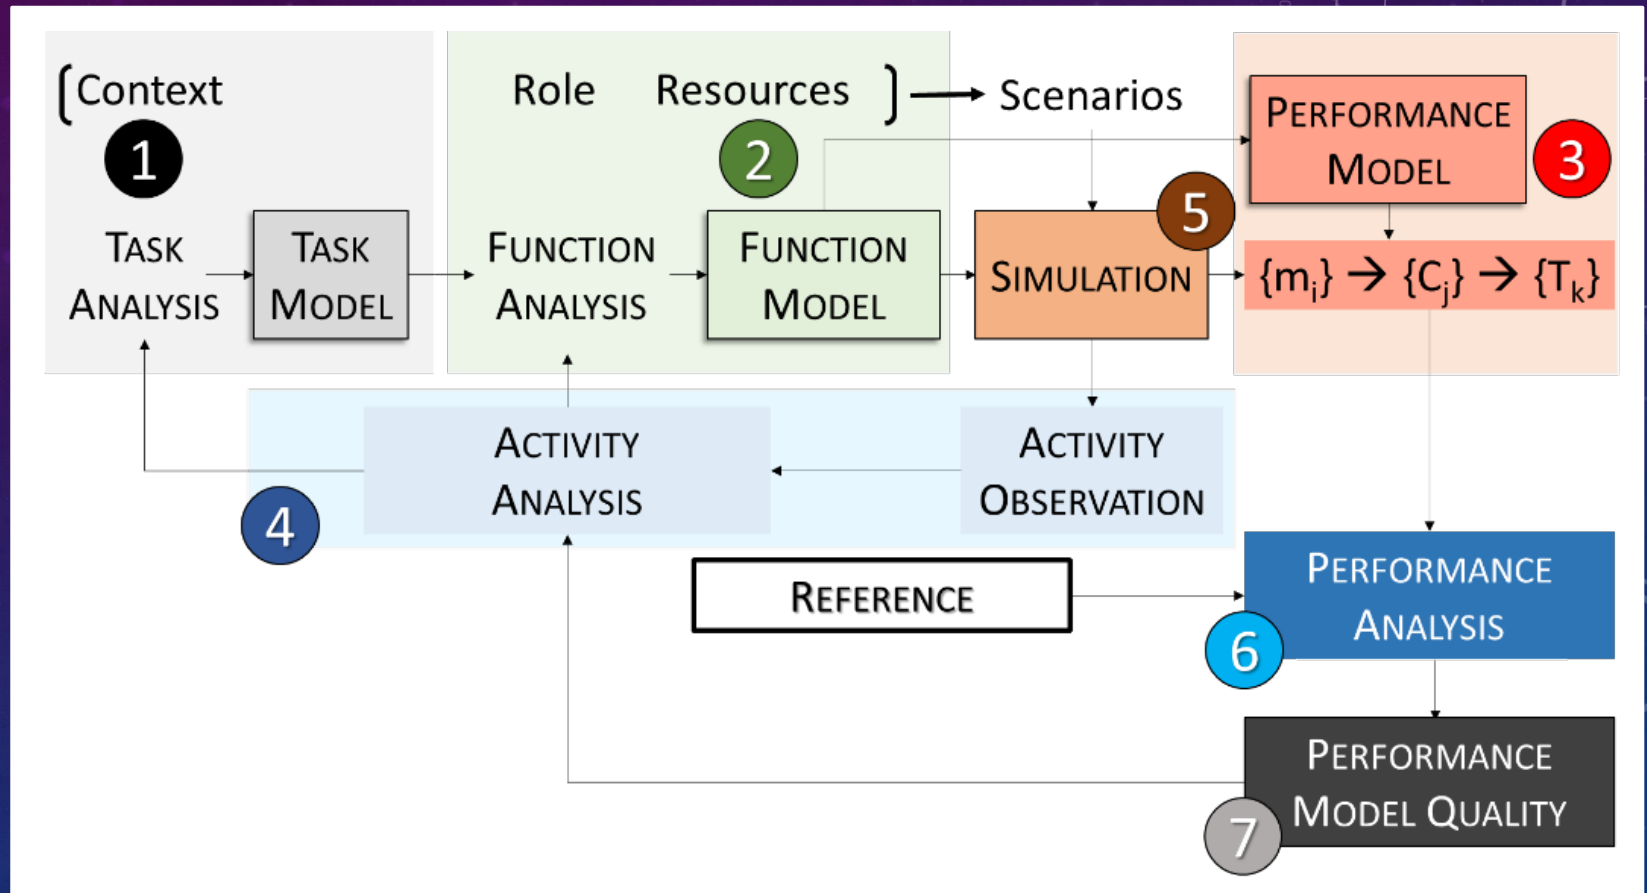 [Context
Role
Resources ]
Scenarios
1
2
3
PERFORMANCE
MODEL
5
TASK
ANALYSIS
TASK
MODEL
FUNCTION
ANALYSIS
FUNCTION
MODEL
SIMULATION
{mi} → {Cj} → {Tk}
ACTIVITY
ANALYSIS
ACTIVITY
OBSERVATION
4
REFERENCE
PERFORMANCE
ANALYSIS
6
PERFORMANCE
MODEL QUALITY
7